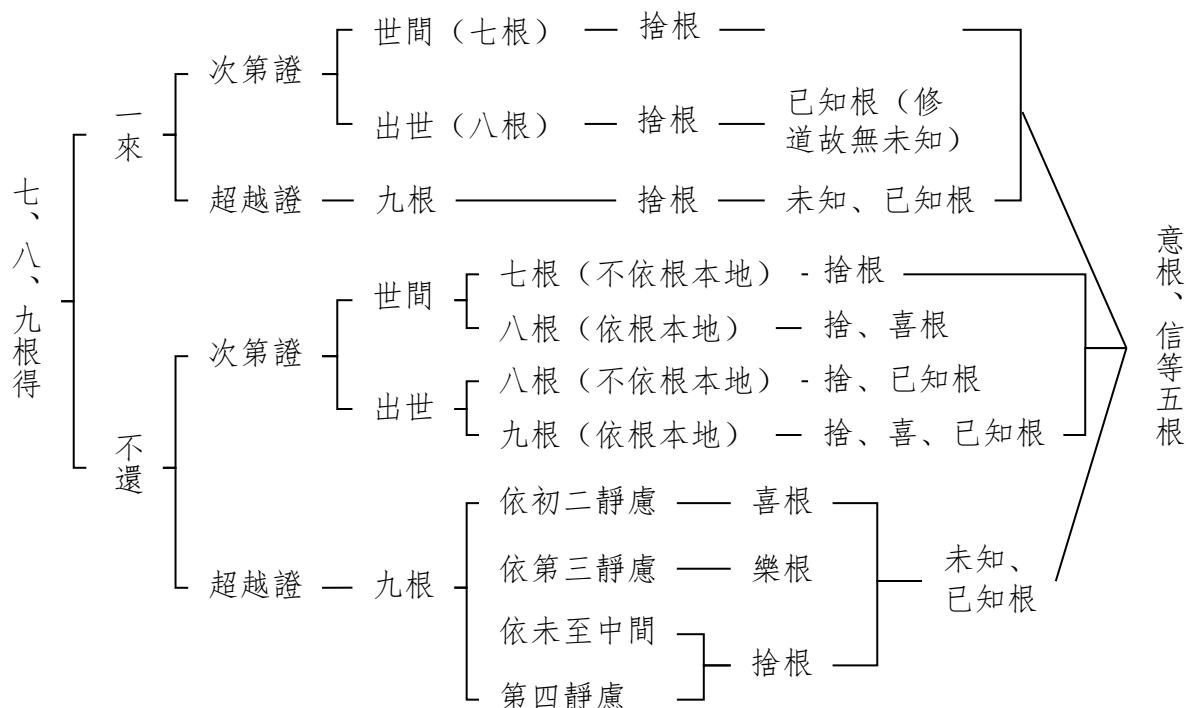 七、八、九根得
一來
次第證
世間（七根）
捨根
出世（八根）
捨根
已知根（修
道故無未知）
超越證
九根
捨根
未知、已知根
不還
次第證
世間
七根（不依根本地）
捨根
八根（依根本地）
捨、喜根
出世
八根（不依根本地）
捨、已知根
九根（依根本地）
捨、喜、已知根
超越證
九根
依初二靜慮
喜根
依第三靜慮
樂根
依未至中間
第四靜慮
捨根
未知、
已知根
意根、信等五根